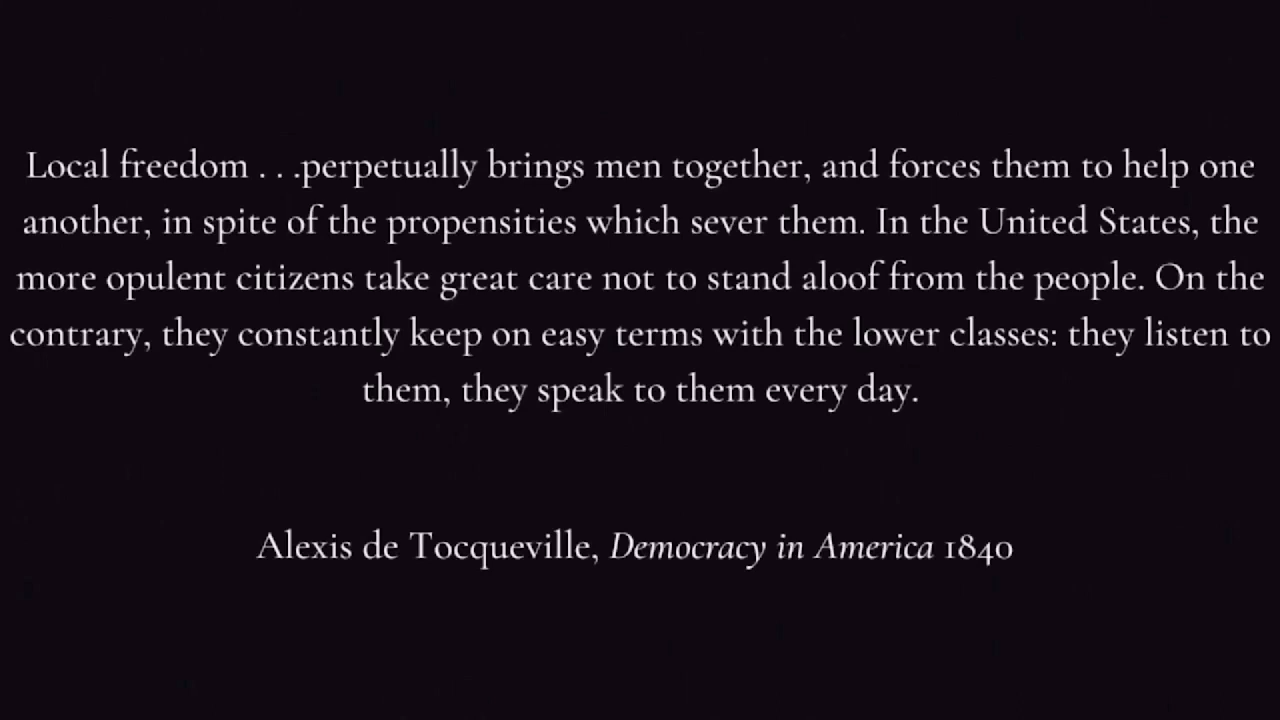 Local freedom . . .perpetually brings men together, and forces them to help one
another, in spite of the propensities which sever them. In the United States, the
more opulent citizens take great care not to stand aloof from the people. On the
contrary, they constantly keep on easy terms with the lower classes: they listen to
them, they speak to them every day.
Alexis de Tocqueville, Democracy in America 1840